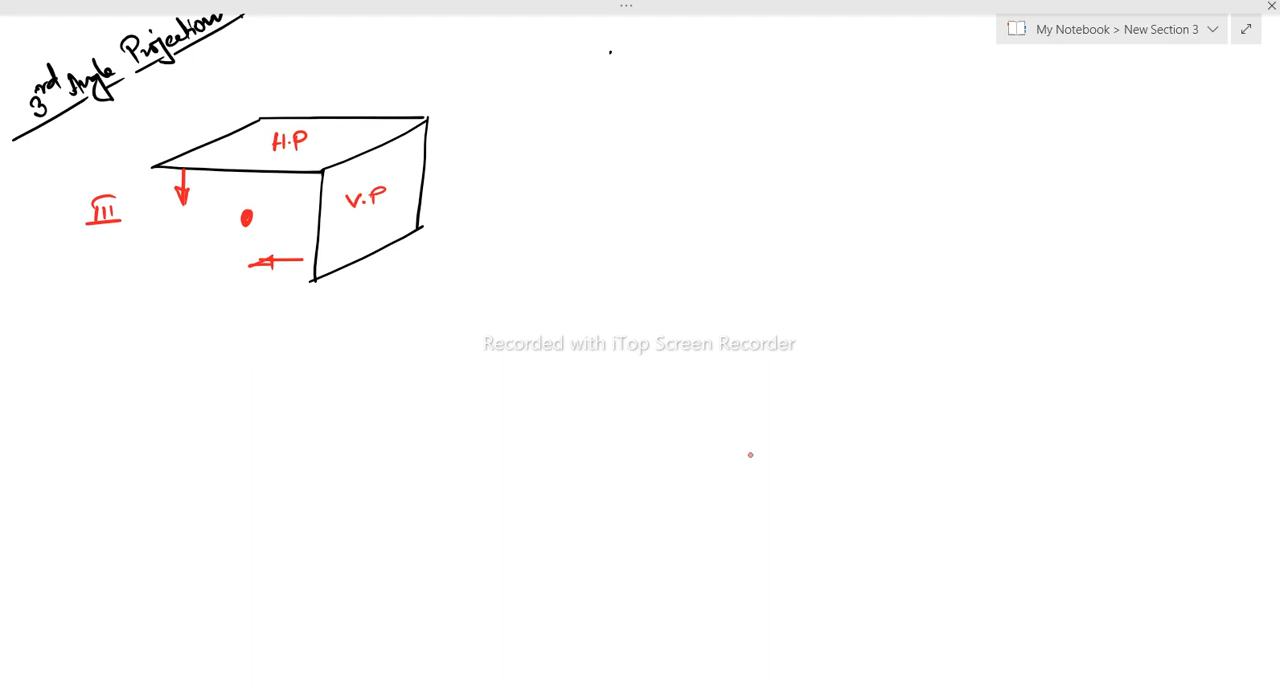 My Notebook > New Section 3
3rd Angle Projection
H.P
V.P
III
Recorded with iTop Screen Recorder